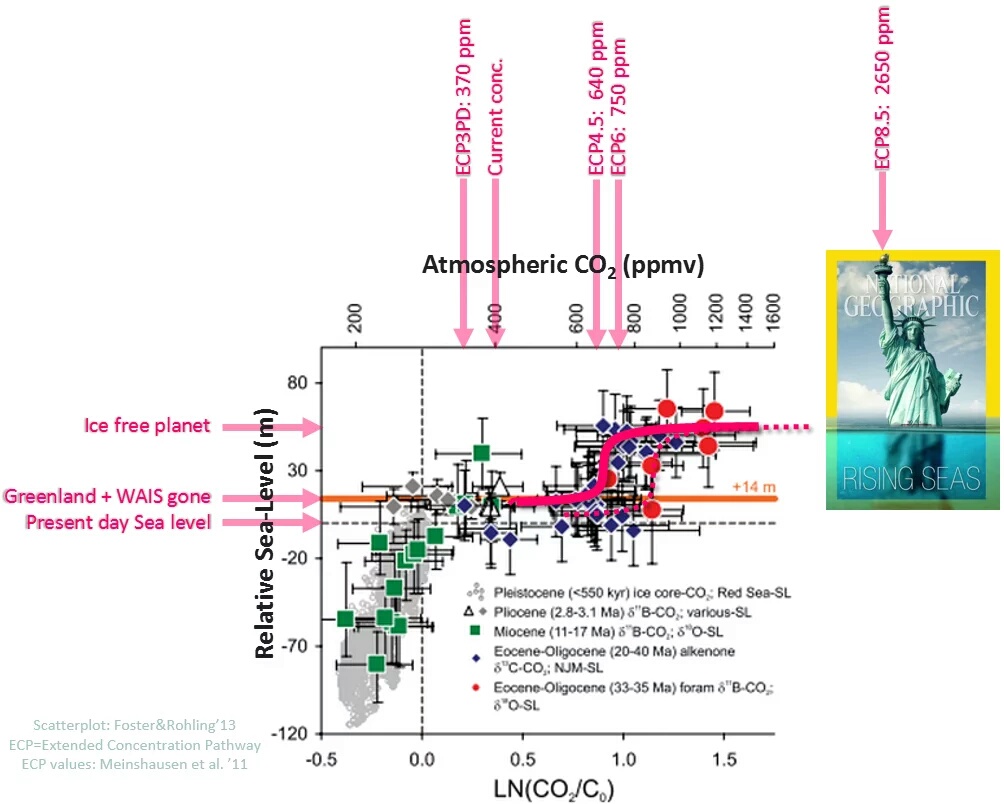 ECP3PD: 370 ppm
Current conc.
ECP4.5: 640 ppm
ECP6: 750 ppm
ECP8.5: 2650 ppm
Atmospheric CO₂ (ppmv)
200
400
600
800
1000
1200
1400
1600
NATIONAL
GEOGRAPHIC
RISING SEAS
Relative Sea-Level (m)
80
30
-20
-70
-120
Ice free planet
Greenland + WAIS gone
Present day Sea level
+14 m
Pleistocene (<550 kyr) ice core-CO₂; Red Sea-SL
Pliocene (2.8-3.1 Ma) δ¹¹B-CO₂; various-SL
Miocene (11-17 Ma) δ¹¹B-CO₂; δ¹⁸O-SL
Eocene-Oligocene (20-40 Ma) alkenone
δ¹³C-CO₂; NJM-SL
Eocene-Oligocene (33-35 Ma) foram δ¹¹B-CO₂;
δ¹⁸O-SL
-0.5
0.0
0.5
1.0
1.5
LN(CO₂/C₀)
Scatterplot: Foster&Rohling'13
ECP=Extended Concentration Pathway
ECP values: Meinshausen et al. '11